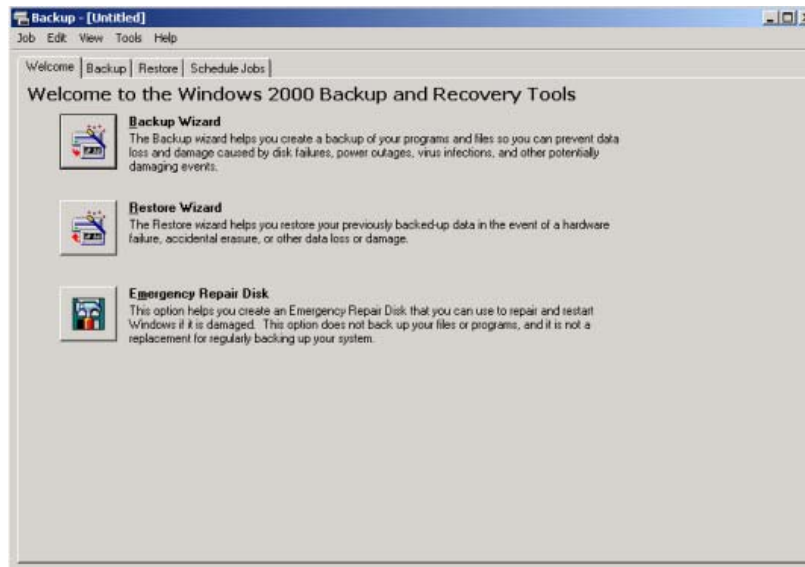 Backup - [Untitled]
Job Edit View Tools Help
Welcome Backup Restore Schedule Jobs
Welcome to the Windows 2000 Backup and Recovery Tools
Backup Wizard
The Backup wizard helps you create a backup of your programs and files so you can prevent data
loss and damage caused by disk failures, power outages, virus infections, and other potentially
damaging events.
Restore Wizard
The Restore wizard helps you restore your previously backed-up data in the event of a hardware
failure, accidental erasure, or other data loss or damage.
Emergency Repair Disk
This option helps you create an Emergency Repair Disk that you can use to repair and restart
Windows if it is damaged. This option does not back up your files or programs, and it is not a
replacement for regularly backing up your system.